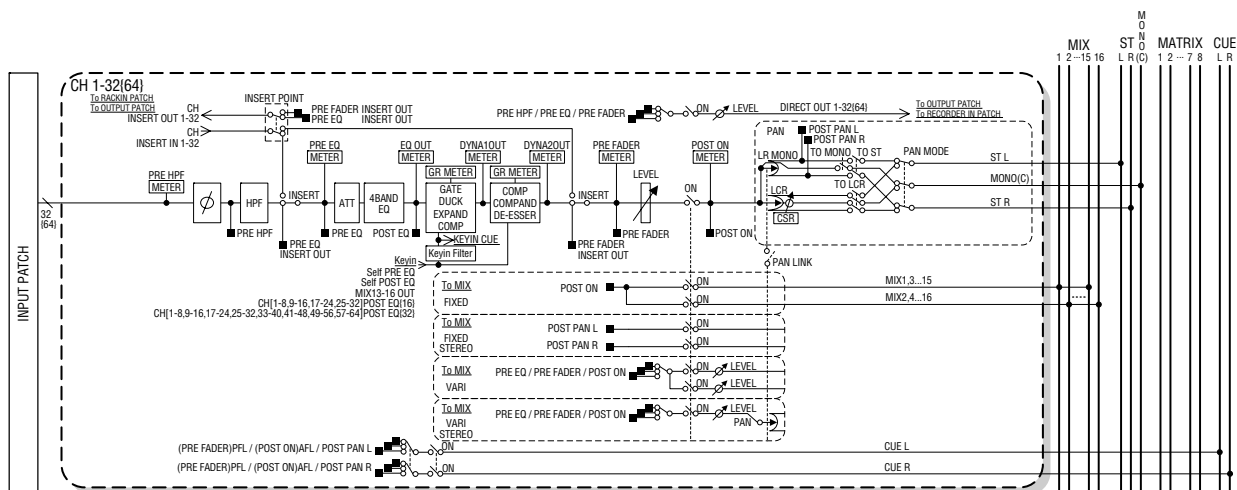 MONO(C)
MIX ST MATRIX CUE
1 2 ··· 15 16 L R (C) 1 2 ··· 7 8 L R
CH 1-32{64}
To RACKIN PATCH
To OUTPUT PATCH
CH
INSERT OUT 1-32
CH
INSERT IN 1-32
INSERT POINT
PRE FADER INSERT OUT
PRE EQ INSERT OUT
PRE HPF / PRE EQ / PRE FADER
ON
LEVEL
DIRECT OUT 1-32{64}
To OUTPUT PATCH
To RECORDER IN PATCH
PAN
POST PAN L
POST PAN R
LR MONO
TO MONO
TO ST
PAN MODE
ST L
TO LCR
MONO(C)
LCR
ST R
CSR
PRE HPF
METER
PRE EQ
METER
EQ OUT
METER
DYNA1OUT
METER
DYNA2OUT
METER
PRE FADER
METER
LEVEL
ON
POST ON
METER
GR METER
GR METER
32
{64}
INPUT PATCH
ø
HPF
INSERT
ATT
4BAND
EQ
GATE
DUCK
EXPAND
COMP
COMP
COMPAND
DE-ESSER
INSERT
PRE HPF
PRE EQ
INSERT OUT
PRE EQ
POST EQ
KEYIN CUE
Keyin Filter
PRE FADER
INSERT OUT
PRE FADER
POST ON
PAN LINK
Keyin
Self PRE EQ
Self POST EQ
MIX13-16 OUT
CH[1-8,9-16,17-24,25-32]POST EQ(16)
CH[1-8,9-16,17-24,25-32,33-40,41-48,49-56,57-64]POST EQ{32}
To MIX
FIXED
POST ON
ON
ON
MIX1,3...15
MIX2,4...16
To MIX
FIXED
STEREO
POST PAN L
POST PAN R
ON
ON
To MIX
VARI
PRE EQ / PRE FADER / POST ON
ON
LEVEL
ON
LEVEL
To MIX
VARI
STEREO
PRE EQ / PRE FADER / POST ON
ON
LEVEL
PAN
(PRE FADER)PFL / (POST ON)AFL / POST PAN L
ON
CUE L
(PRE FADER)PFL / (POST ON)AFL / POST PAN R
ON
CUE R